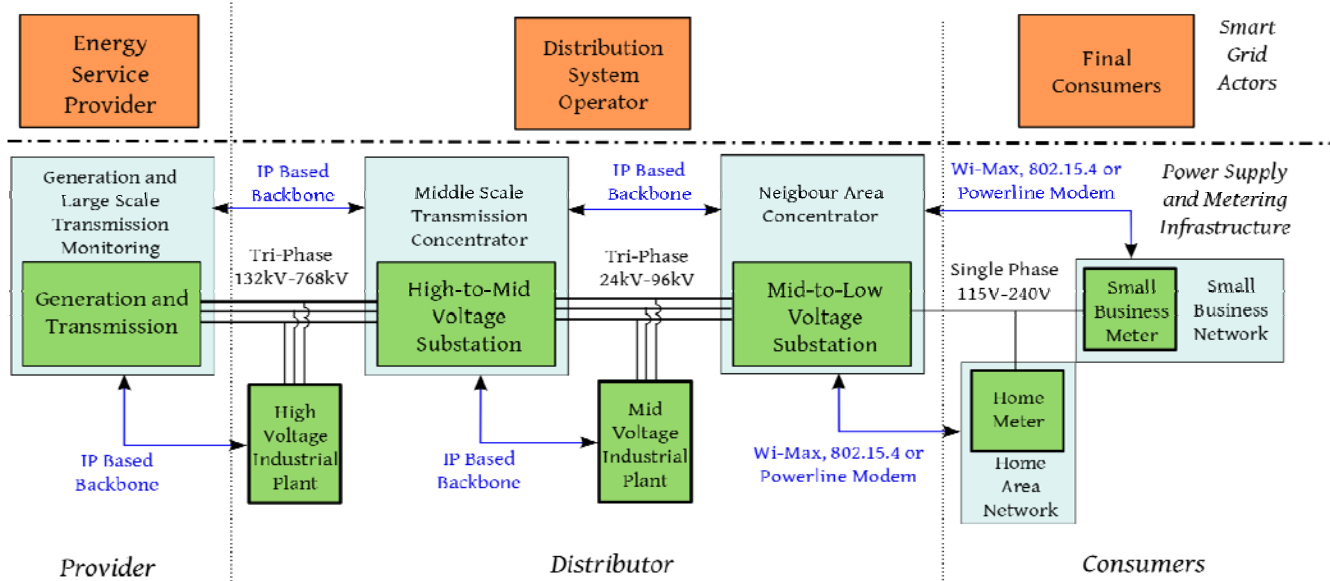 Energy
Service
Provider
Distribution
System
Operator
Final
Consumers
Smart
Grid
Actors
Generation and
Large Scale
Transmission
Monitoring
Generation and
Transmission
IP Based
Backbone
Tri-Phase
132kV-768kV
Middle Scale
Transmission
Concentrator
High-to-Mid
Voltage
Substation
IP Based
Backbone
Tri-Phase
24kV-96kV
Neigbour Area
Concentrator
Mid-to-Low
Voltage
Substation
Wi-Max, 802.15.4 or
Powerline Modem
Power Supply
and Metering
Infrastructure
Single Phase
115V-240V
Small
Business
Meter
Small
Business
Network
IP Based
Backbone
High
Voltage
Industrial
Plant
IP Based
Backbone
Mid
Voltage
Industrial
Plant
Wi-Max, 802.15.4 or
Powerline Modem
Home
Meter
Home
Area
Network
Provider
Distributor
Consumers